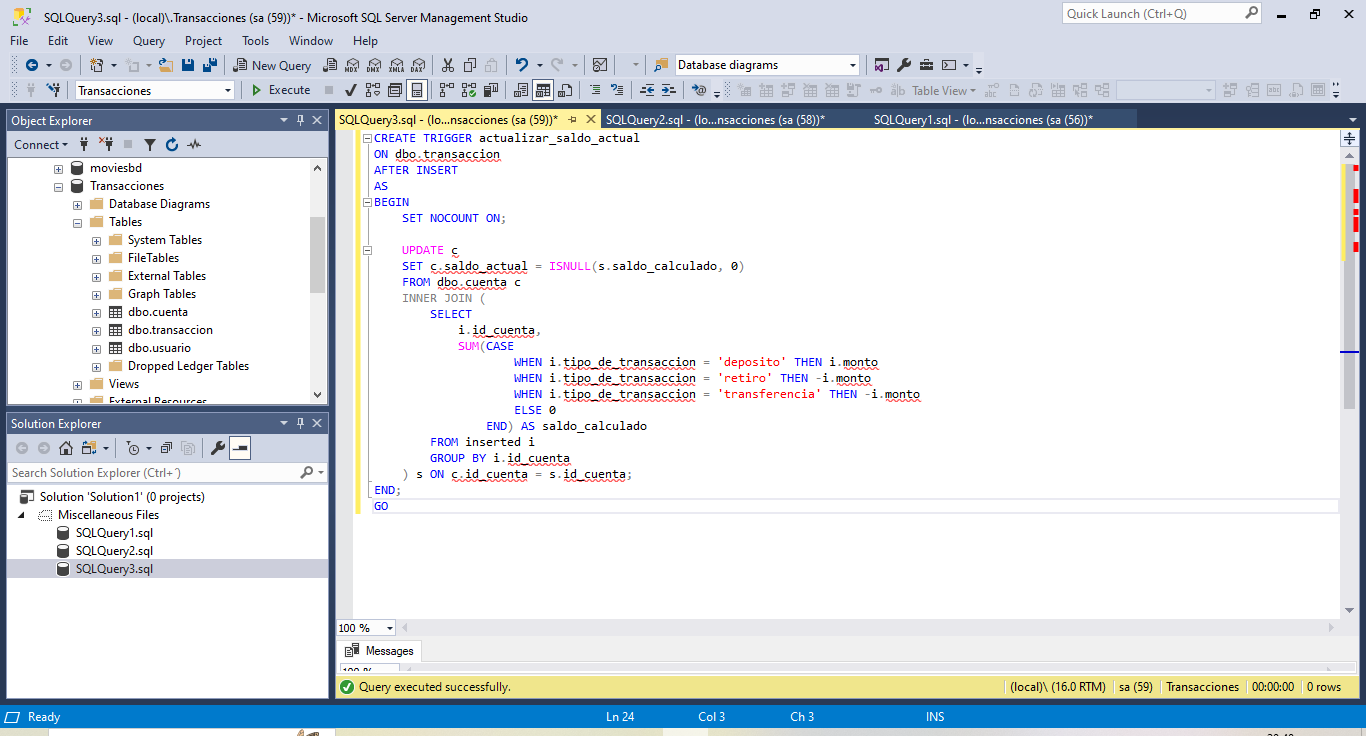 SQLQuery3.sql - (local)\.Transacciones (sa (59))* - Microsoft SQL Server Management Studio
Quick Launch (Ctrl+Q)
File Edit View Query Project Tools Window Help
New Query
MDX DMX XMLA DAX
Database diagrams
Transacciones
Execute
Table View
Object Explorer
SQLQuery3.sql - (lo...nsacciones (sa (59))*
SQLQuery2.sql - (lo...nsacciones (sa (58))*
SQLQuery1.sql - (lo...nsacciones (sa (56))*
Connect
moviesbd
Transacciones
Database Diagrams
Tables
System Tables
FileTables
External Tables
Graph Tables
dbo.cuenta
dbo.transaccion
dbo.usuario
Dropped Ledger Tables
Views
External Resources
Solution Explorer
Search Solution Explorer (Ctrl+´)
Solution 'Solution1' (0 projects)
Miscellaneous Files
SQLQuery1.sql
SQLQuery2.sql
SQLQuery3.sql
CREATE TRIGGER actualizar_saldo_actual
ON dbo.transaccion
AFTER INSERT
AS
BEGIN
SET NOCOUNT ON;
UPDATE c
SET c.saldo_actual = ISNULL(s.saldo_calculado, 0)
FROM dbo.cuenta c
INNER JOIN (
SELECT
i.id_cuenta,
SUM(CASE
WHEN i.tipo_de_transaccion = 'deposito' THEN i.monto
WHEN i.tipo_de_transaccion = 'retiro' THEN -i.monto
WHEN i.tipo_de_transaccion = 'transferencia' THEN -i.monto
ELSE 0
END) AS saldo_calculado
FROM inserted i
GROUP BY i.id_cuenta
) s ON c.id_cuenta = s.id_cuenta;
END;
GO
100 %
Messages
100 %
Query executed successfully.
(local)\ (16.0 RTM)
sa (59)
Transacciones
00:00:00
0 rows
Ready
Ln 24
Col 3
Ch 3
INS